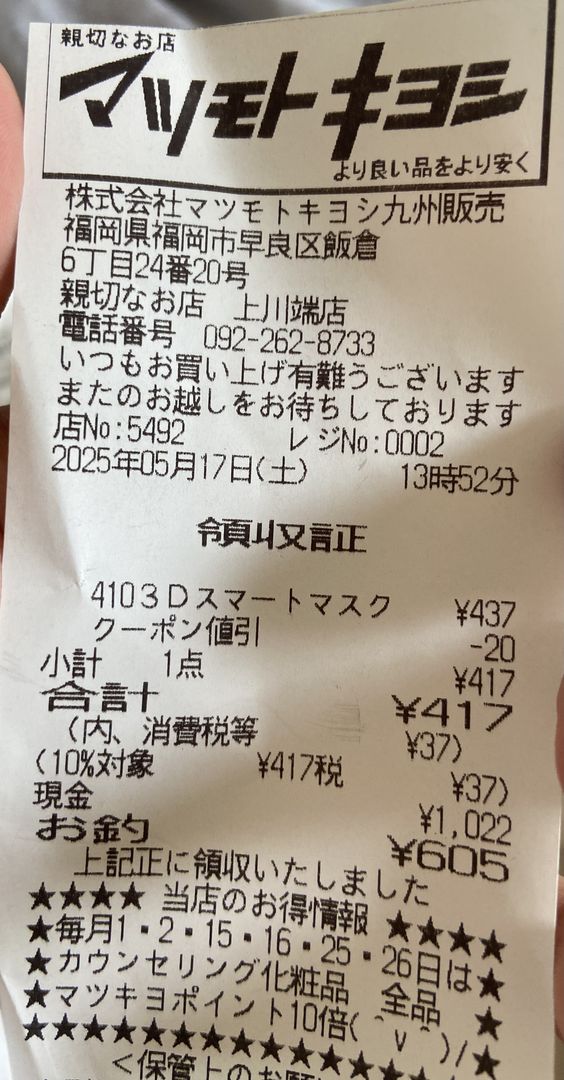 親切なお店
マツモトキヨシ
より良い品をより安く
株式会社マツモトキヨシ九州販売
福岡県福岡市早良区飯倉
6丁目24番20号
親切なお店 上川端店
電話番号 092-262-8733
いつもお買い上げ有難うございます
またのお越しをお待ちしております
店No:5492 レジNo:0002
2025年05月17日(土) 13時52分
領収証
4103Dスマートマスク ¥437
クーポン値引 -20
小計 1点 ¥417
合計 ¥417
(内、消費税等 ¥37)
(10%対象 ¥417税 ¥37)
現金 ¥1,022
お釣 ¥605
上記正に領収いたしました
★★★★ 当店のお得情報 ★★★★
★毎月1・2・15・16・25・26日は★
★カウンセリング化粧品 全品 ★
★マツキヨポイント10倍(^v^)/★
★★★★★★★★★★★★★★★★
<保管上のお願い